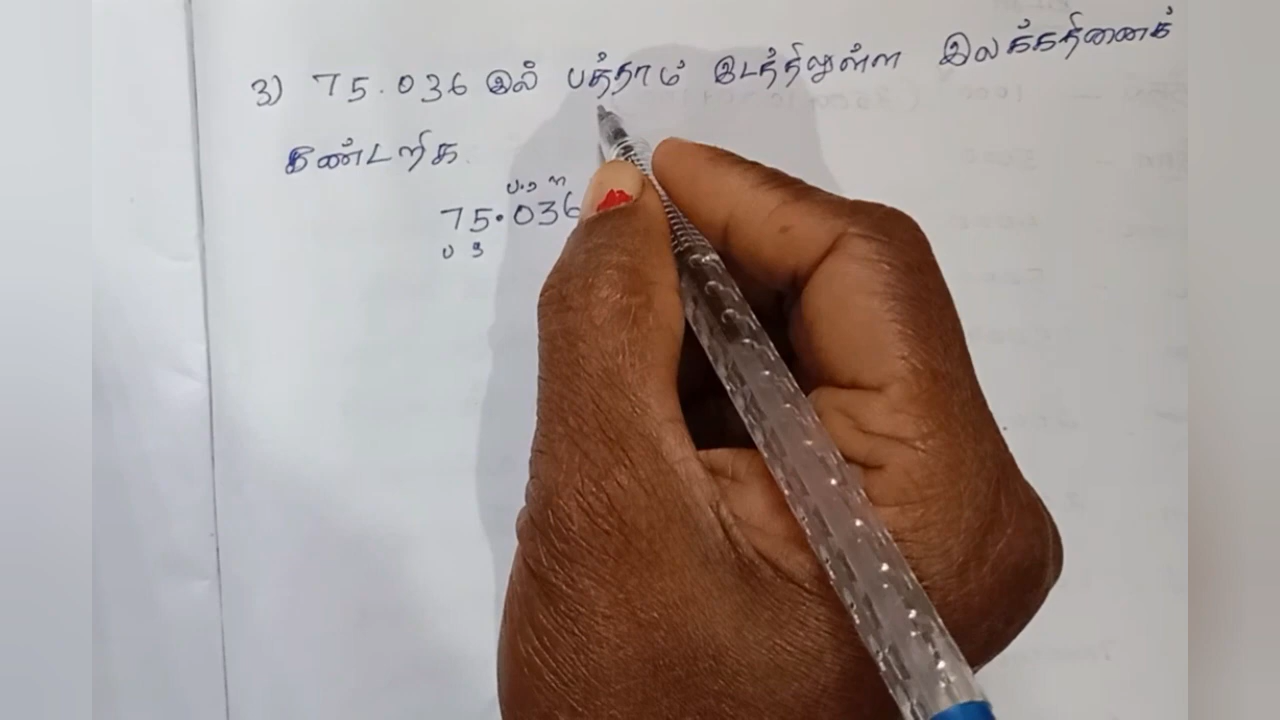 3) 75.036 இல் பத்தாம் இடத்திலுள்ள இலக்கதினைக்
கண்டறிக.
75.036